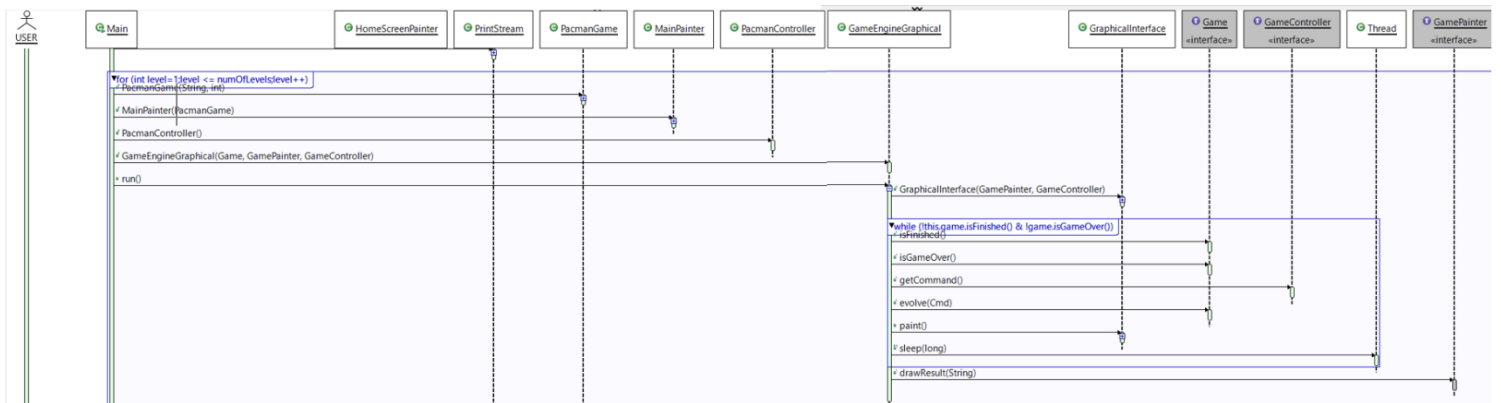 USER
Main
HomeScreenPainter
PrintStream
PacmanGame
MainPainter
PacmanController
GameEngineGraphical
GraphicalInterface
Game
«interface»
GameController
«interface»
Thread
GamePainter
«interface»
for (int level=1;level <= numOfLevels;level++)
PacmanGame(String, int)
MainPainter(PacmanGame)
PacmanController()
GameEngineGraphical(Game, GamePainter, GameController)
run()
GraphicalInterface(GamePainter, GameController)
while (!this.game.isFinished() & !game.isGameOver())
isFinished()
isGameOver()
getCommand()
evolve(Cmd)
paint()
sleep(long)
drawResult(String)